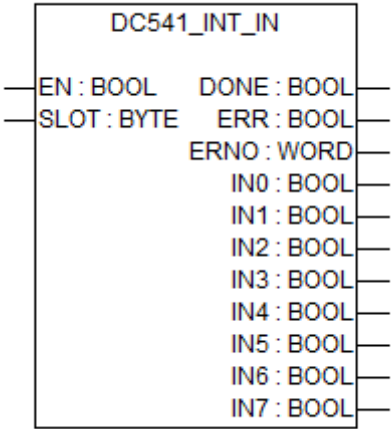 DC541_INT_IN
EN : BOOL DONE : BOOL
SLOT : BYTE ERR : BOOL
ERNO : WORD
IN0 : BOOL
IN1 : BOOL
IN2 : BOOL
IN3 : BOOL
IN4 : BOOL
IN5 : BOOL
IN6 : BOOL
IN7 : BOOL